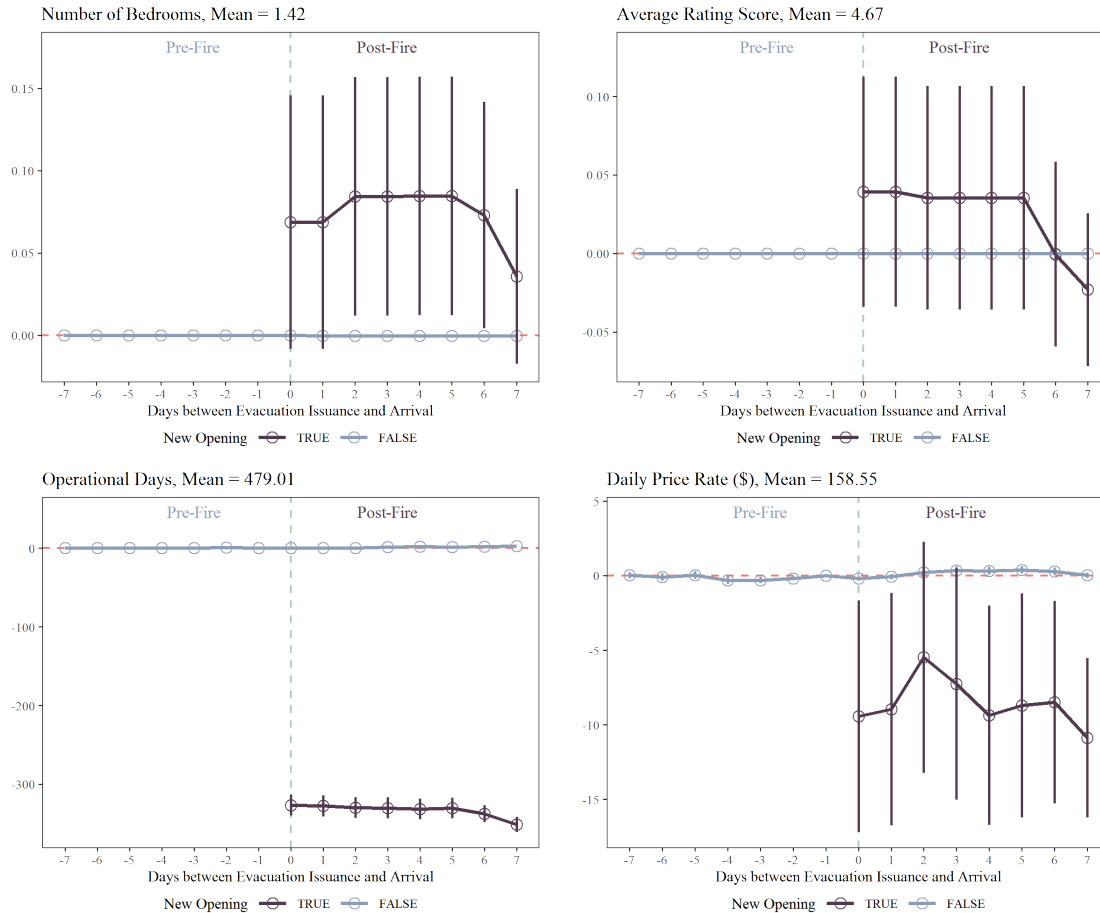 Number of Bedrooms, Mean = 1.42
Pre-Fire
Post-Fire
0.15
0.10
0.05
0.00
-7 -6 -5 -4 -3 -2 -1 0 1 2 3 4 5 6 7
Days between Evacuation Issuance and Arrival
New Opening TRUE FALSE
Average Rating Score, Mean = 4.67
Pre-Fire
Post-Fire
0.10
0.05
0.00
-0.05
-7 -6 -5 -4 -3 -2 -1 0 1 2 3 4 5 6 7
Days between Evacuation Issuance and Arrival
New Opening TRUE FALSE
Operational Days, Mean = 479.01
Pre-Fire
Post-Fire
0
-100
-200
-300
-7 -6 -5 -4 -3 -2 -1 0 1 2 3 4 5 6 7
Days between Evacuation Issuance and Arrival
New Opening TRUE FALSE
Daily Price Rate ($), Mean = 158.55
Pre-Fire
Post-Fire
5
0
-5
-10
-15
-7 -6 -5 -4 -3 -2 -1 0 1 2 3 4 5 6 7
Days between Evacuation Issuance and Arrival
New Opening TRUE FALSE